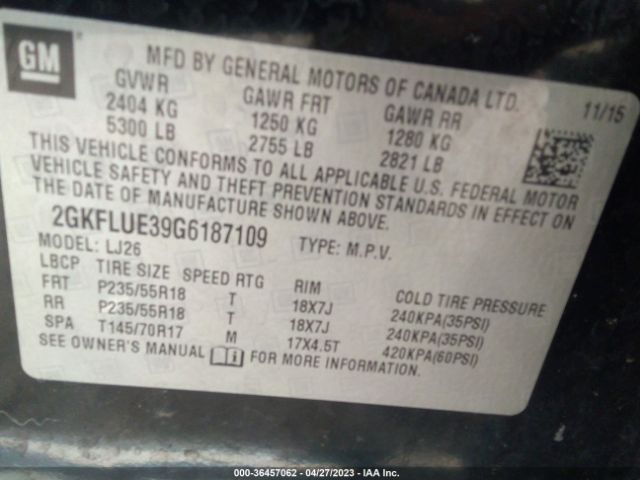 GM
MFD BY GENERAL MOTORS OF CANADA LTD.
GVWR GAWR FRT GAWR RR 11/15
2404 KG 1250 KG 1280 KG
5300 LB 2755 LB 2821 LB
THIS VEHICLE CONFORMS TO ALL APPLICABLE U.S. FEDERAL MOTOR
VEHICLE SAFETY AND THEFT PREVENTION STANDARDS IN EFFECT ON
THE DATE OF MANUFACTURE SHOWN ABOVE.
2GKFLUE39G6187109 TYPE: M.P.V.
MODEL: LJ26
LBCP TIRE SIZE SPEED RTG RIM COLD TIRE PRESSURE
FRT P235/55R18 T 18X7J 240KPA(35PSI)
RR P235/55R18 T 18X7J 240KPA(35PSI)
SPA T145/70R17 M 17X4.5T 420KPA(60PSI)
SEE OWNER'S MANUAL FOR MORE INFORMATION.
000-36457062 - 04/27/2023 - IAA Inc.